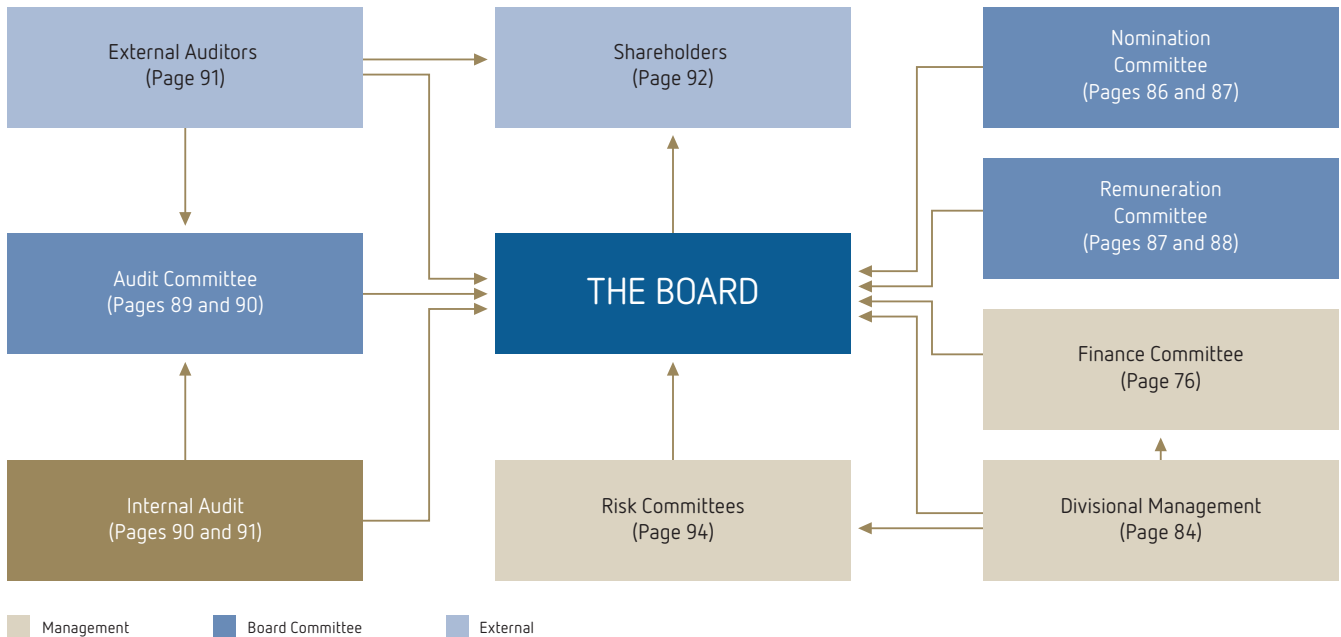 External Auditors
(Page 91)
Shareholders
(Page 92)
Nomination
Committee
(Pages 86 and 87)
Remuneration
Committee
(Pages 87 and 88)
Audit Committee
(Pages 89 and 90)
THE BOARD
Finance Committee
(Page 76)
Internal Audit
(Pages 90 and 91)
Risk Committees
(Page 94)
Divisional Management
(Page 84)
Management
Board Committee
External